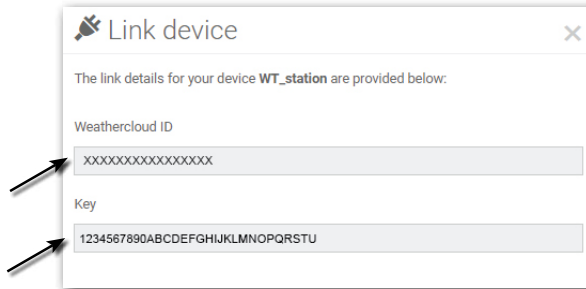 Link device
The link details for your device WT_station are provided below:
Weathercloud ID
XXXXXXXXXXXXXXXX
Key
1234567890ABCDEFGHIJKLMNOPQRSTU